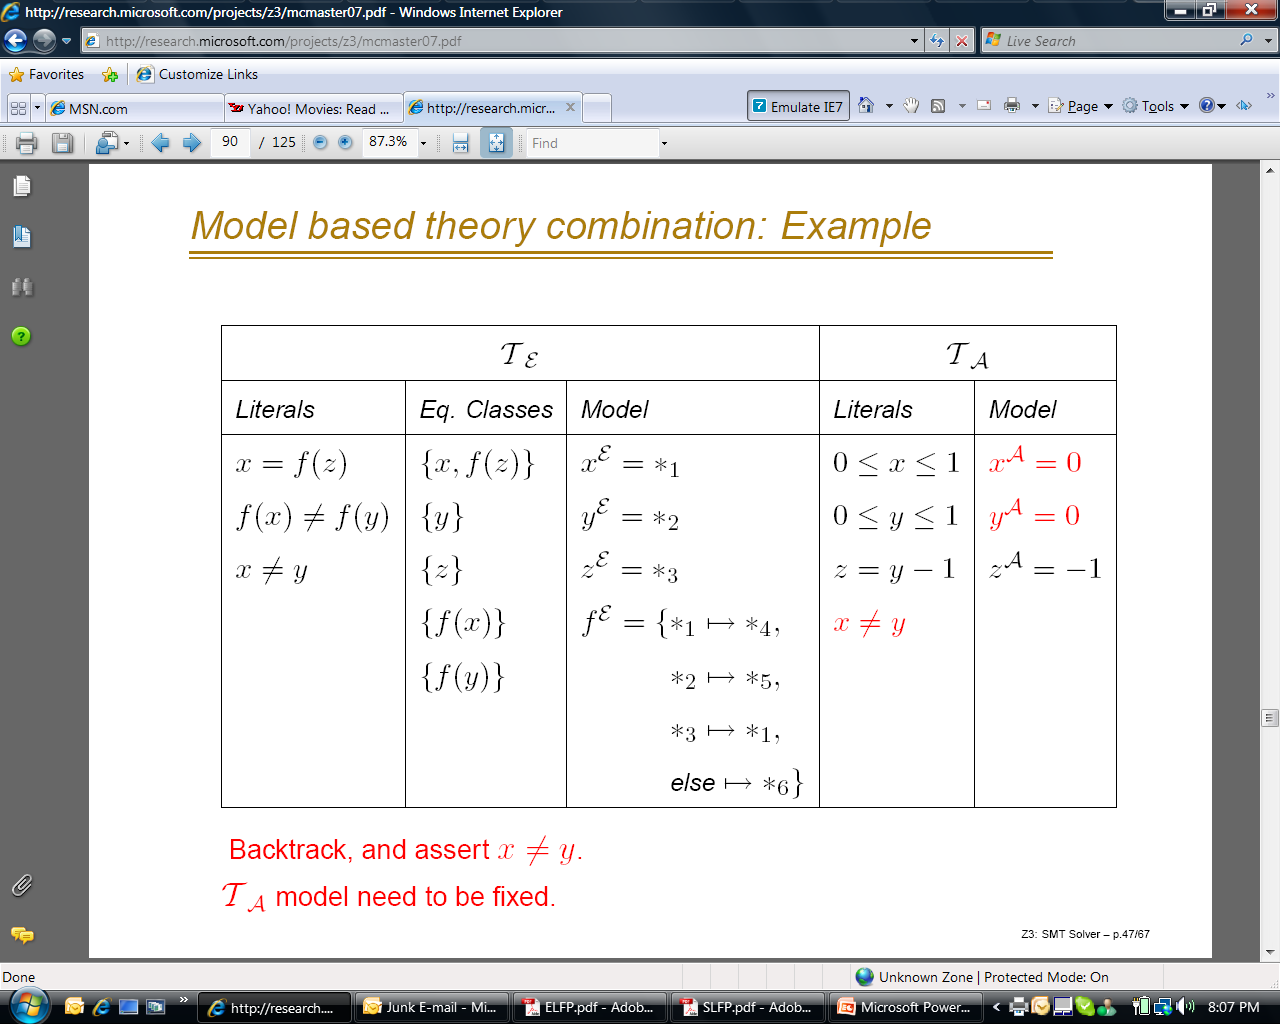 http://research.microsoft.com/projects/z3/mcmaster07.pdf - Windows Internet Explorer
http://research.microsoft.com/projects/z3/mcmaster07.pdf
Live Search
Favorites Customize Links
MSN.com Yahoo! Movies: Read ... http://research.micr... Emulate IE7 Page Tools »
90 / 125 87.3% Find
Model based theory combination: Example
𝒯_ℰ 𝒯_𝒜
Literals Eq. Classes Model Literals Model
x = f(z) {x, f(z)} x^ℰ = *₁ 0 ≤ x ≤ 1 x^𝒜 = 0
f(x) ≠ f(y) {y} y^ℰ = *₂ 0 ≤ y ≤ 1 y^𝒜 = 0
x ≠ y {z} z^ℰ = *₃ z = y − 1 z^𝒜 = −1
{f(x)} f^ℰ = {*₁ ↦ *₄, x ≠ y
{f(y)} *₂ ↦ *₅,
*₃ ↦ *₁,
else ↦ *₆}
Backtrack, and assert x ≠ y.
𝒯_𝒜 model need to be fixed.
Z3: SMT Solver – p.47/67
Done Unknown Zone | Protected Mode: On
» http://research.... Junk E-mail - Mi... ELFP.pdf - Adob... SLFP.pdf - Adob... Microsoft Power... 8:07 PM